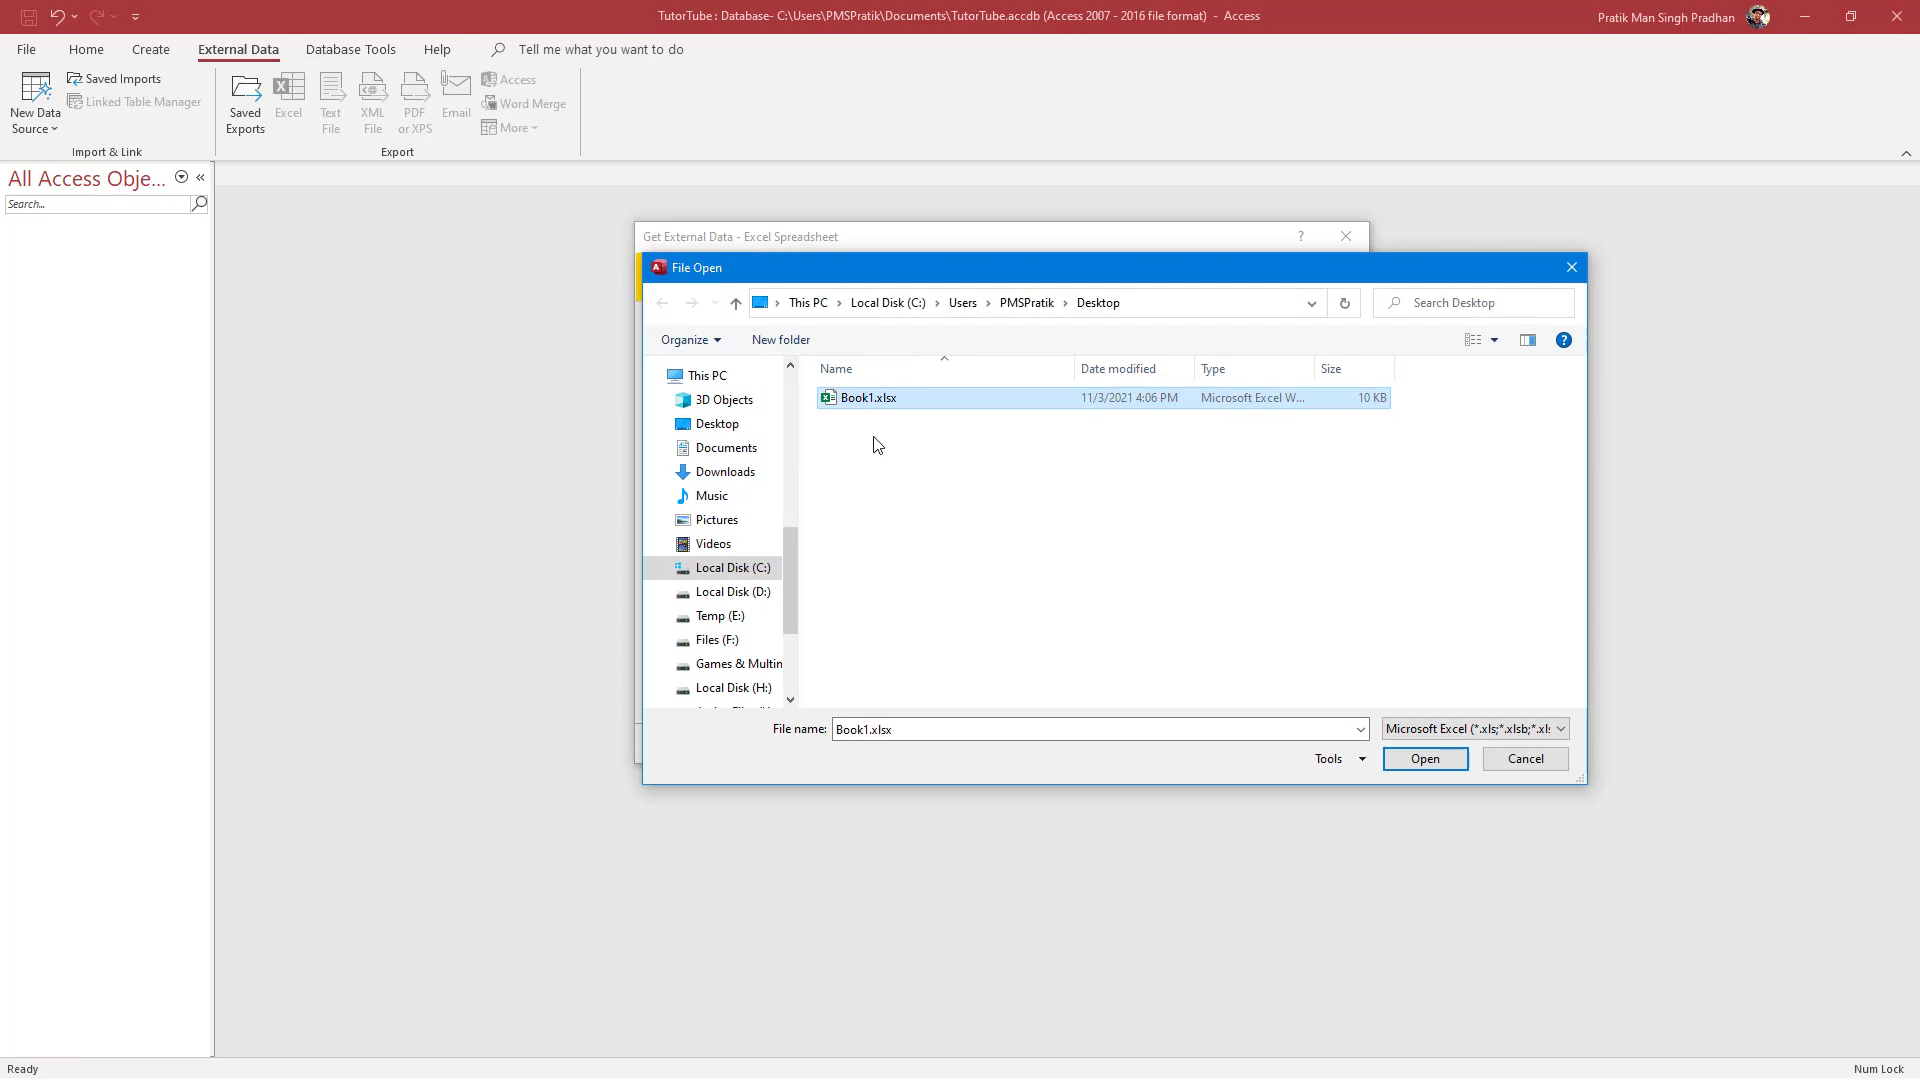 TutorTube : Database- C:\Users\PMSPratik\Documents\TutorTube.accdb (Access 2007 - 2016 file format) - Access
Pratik Man Singh Pradhan
File Home Create External Data Database Tools Help Tell me what you want to do
New Data Source
Saved Imports
Linked Table Manager
Import & Link
Saved Exports
Excel
Text File
XML File
PDF or XPS
Email
Access
Word Merge
More
Export
All Access Obje...
Search...
Get External Data - Excel Spreadsheet
?
File Open
This PC › Local Disk (C:) › Users › PMSPratik › Desktop
Search Desktop
Organize
New folder
?
This PC
3D Objects
Desktop
Documents
Downloads
Music
Pictures
Videos
Local Disk (C:)
Local Disk (D:)
Temp (E:)
Files (F:)
Games & Multin
Local Disk (H:)
Name Date modified Type Size
Book1.xlsx 11/3/2021 4:06 PM Microsoft Excel W... 10 KB
File name: Book1.xlsx
Microsoft Excel (*.xls;*.xlsb;*.xl
Tools Open Cancel
Ready
Num Lock